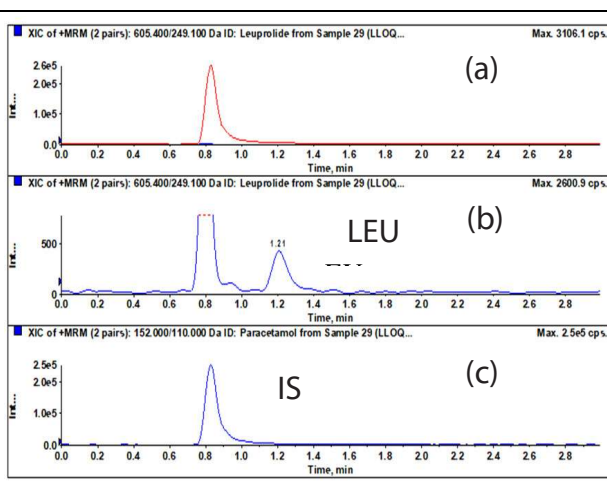 XIC of +MRM (2 pairs): 605.400/249.100 Da ID: Leuprolide from Sample 29 (LLOQ... Max. 3106.1 cps.
(a)
2.6e5
2.0e5
1.0e5
0.0
Int...
0.0 0.2 0.4 0.6 0.8 1.0 1.2 1.4 1.6 1.8 2.0 2.2 2.4 2.6 2.8
Time, min
XIC of +MRM (2 pairs): 605.400/249.100 Da ID: Leuprolide from Sample 29 (LLOQ... Max. 2600.9 cps.
LEU (b)
1.21
500
0
Int...
0.0 0.2 0.4 0.6 0.8 1.0 1.2 1.4 1.6 1.8 2.0 2.2 2.4 2.6 2.8
Time, min
XIC of +MRM (2 pairs): 152.000/110.000 Da ID: Paracetamol from Sample 29 (LLOQ... Max. 2.5e5 cps.
IS (c)
2.5e5
2.0e5
1.0e5
0.0
Int...
0.0 0.2 0.4 0.6 0.8 1.0 1.2 1.4 1.6 1.8 2.0 2.2 2.4 2.6 2.8
Time, min